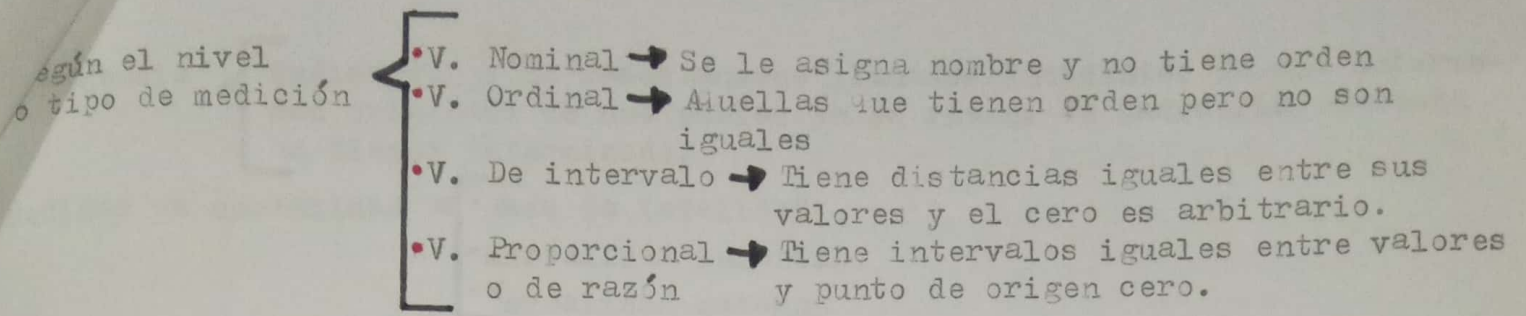 egún el nivel
o tipo de medición
•V. Nominal → Se le asigna nombre y no tiene orden
•V. Ordinal → Aquellas que tienen orden pero no son
iguales
•V. De intervalo → Tiene distancias iguales entre sus
valores y el cero es arbitrario.
•V. Proporcional → Tiene intervalos iguales entre valores
o de razón y punto de origen cero.